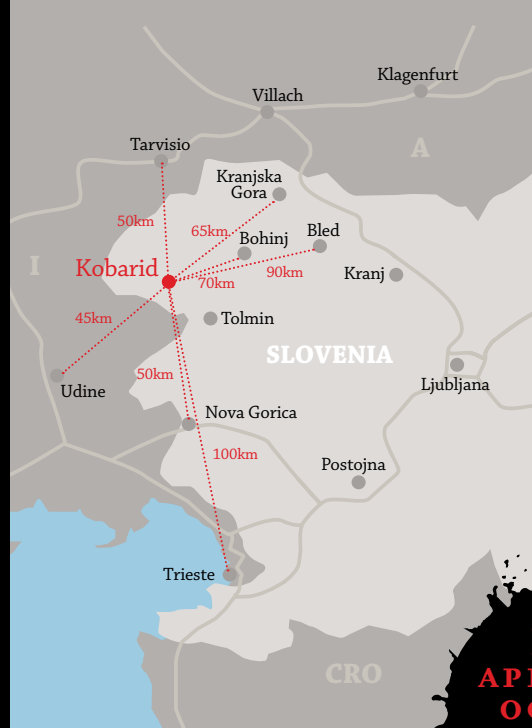 Klagenfurt
Villach
Tarvisio
A
Kranjska
Gora
50km
65km
Bled
Bohinj
I
Kobarid
90km
Kranj
70km
45km
Tolmin
SLOVENIA
50km
Udine
Ljubljana
Nova Gorica
100km
Postojna
Trieste
CRO